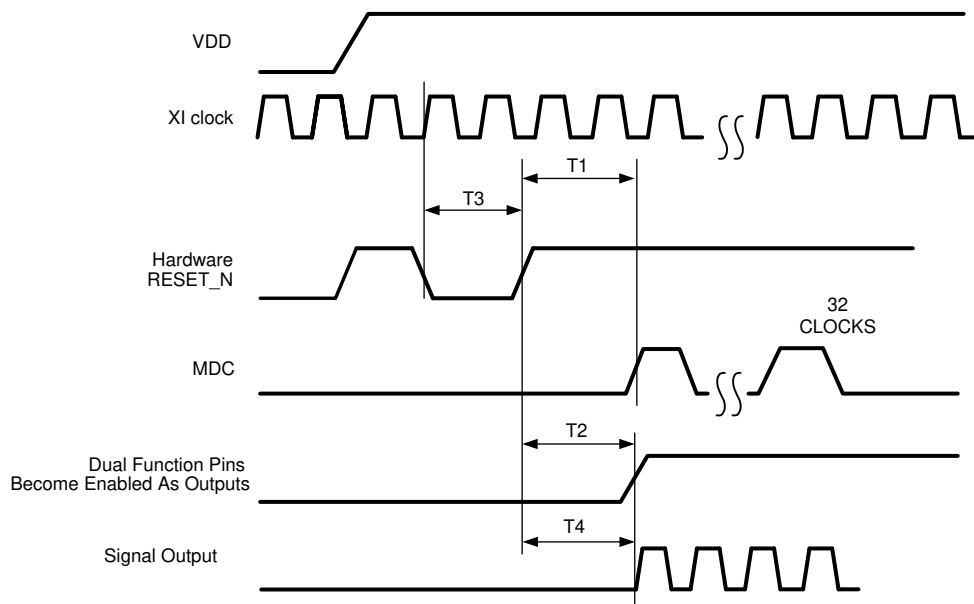 VDD
XI clock
T1
T3
Hardware
RESET_N
32
CLOCKS
MDC
T2
Dual Function Pins
Become Enabled As Outputs
T4
Signal Output